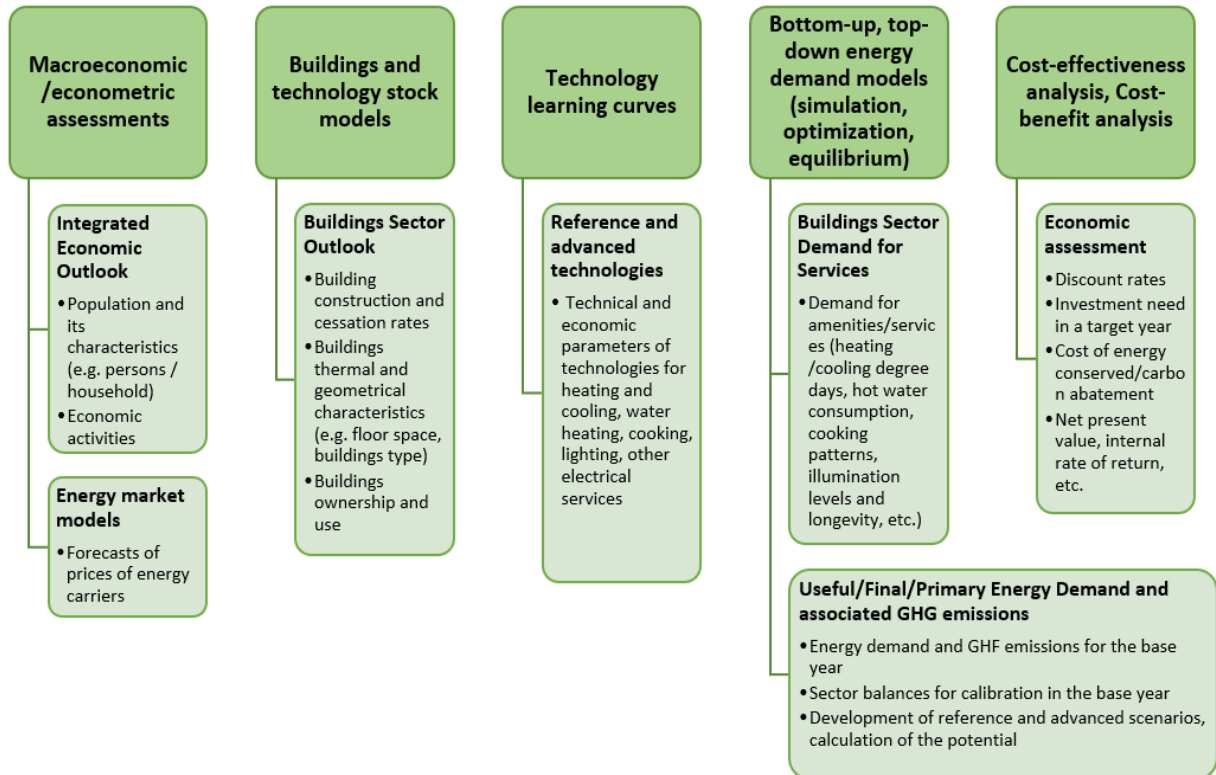 Macroeconomic
/econometric
assessments
Integrated
Economic
Outlook
•Population and
its
characteristics
(e.g. persons /
household)
•Economic
activities
Energy market
models
•Forecasts of
prices of energy
carriers
Buildings and
technology stock
models
Buildings Sector
Outlook
•Building
construction and
cessation rates
•Buildings
thermal and
geometrical
characteristics
(e.g. floor space,
buildings type)
•Buildings
ownership and
use
Technology
learning curves
Reference and
advanced
technologies
• Technical and
economic
parameters of
technologies for
heating and
cooling, water
heating, cooking,
lighting, other
electrical
services
Bottom-up, top-
down energy
demand models
(simulation,
optimization,
equilibrium)
Buildings Sector
Demand for
Services
•Demand for
amenities/servic
es (heating
/cooling degree
days, hot water
consumption,
cooking
patterns,
illumination
levels and
longevity, etc.)
Useful/Final/Primary Energy Demand and
associated GHG emissions
•Energy demand and GHF emissions for the base
year
•Sector balances for calibration in the base year
•Development of reference and advanced scenarios,
calculation of the potential
Cost-effectiveness
analysis, Cost-
benefit analysis
Economic
assessment
•Discount rates
•Investment need
in a target year
•Cost of energy
conserved/carbo
n abatement
•Net present
value, internal
rate of return,
etc.